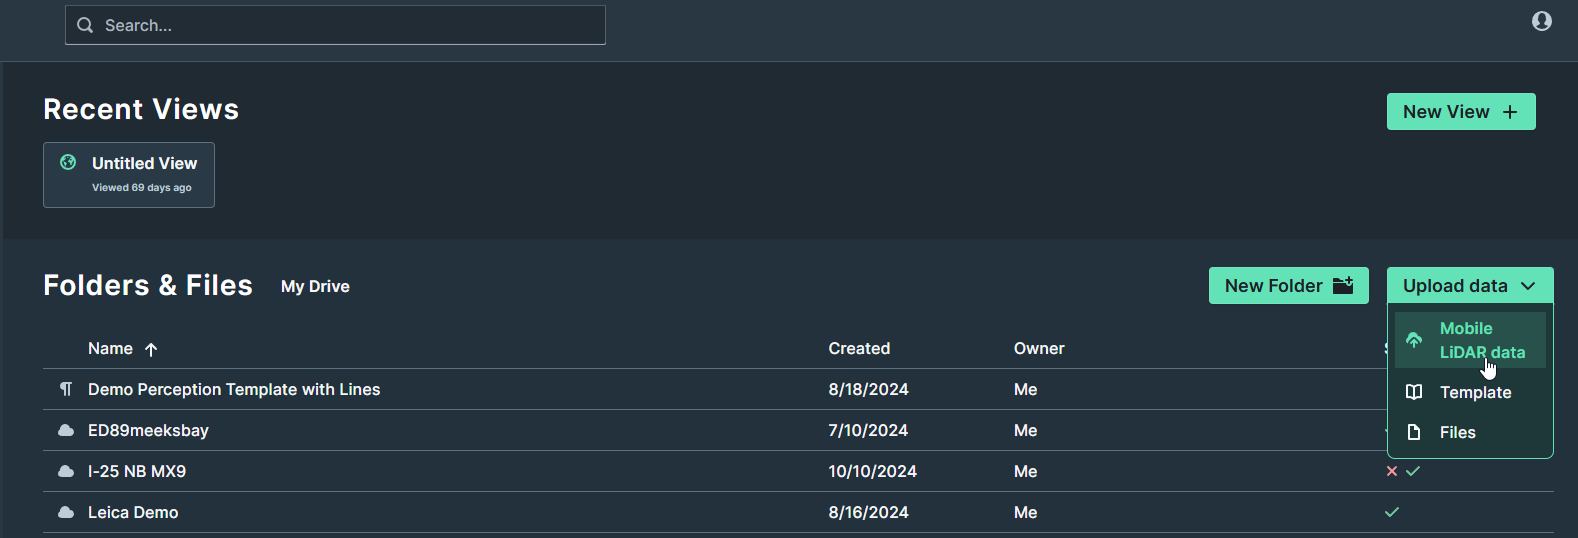 Search...
Recent Views
New View
Untitled View
Viewed 69 days ago
Folders & Files My Drive
New Folder
Upload data
Mobile
LiDAR data
Template
Files
Name Created Owner
Demo Perception Template with Lines 8/18/2024 Me
ED89meeksbay 7/10/2024 Me
I-25 NB MX9 10/10/2024 Me
Leica Demo 8/16/2024 Me